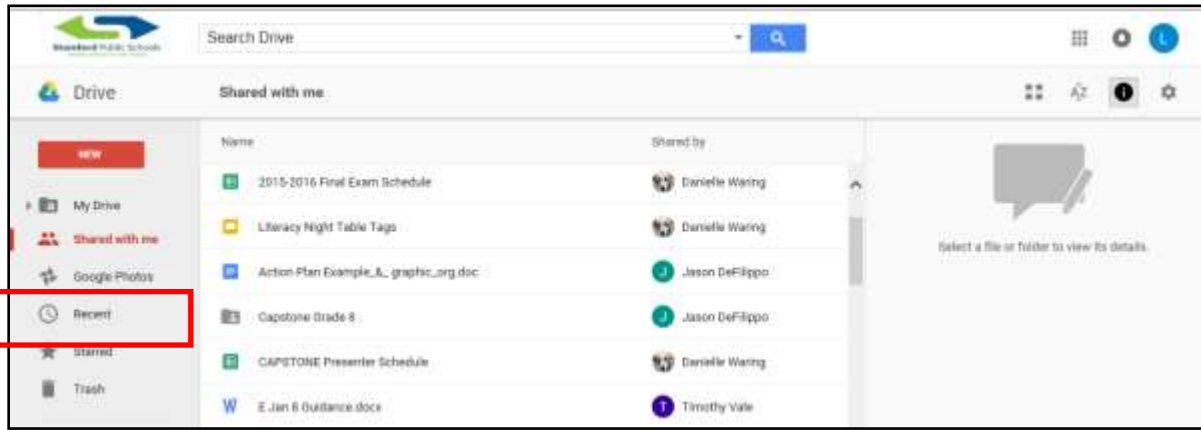 Stamford Public Schools
Search Drive
L
Drive
Shared with me
Name
Shared by
NEW
My Drive
Shared with me
Google Photos
Recent
Starred
Trash
2015-2016 Final Exam Schedule
Danielle Waring
Literacy Night Table Tags
Danielle Waring
Action Plan Example_&_ graphic_org.doc
J
Jason DeFilippo
Capstone Grade 8
J
Jason DeFilippo
CAPSTONE Presenter Schedule
Danielle Waring
W
E.Jan 8 Guidance.docx
T
Timothy Vale
Select a file or folder to view its details.
AZ